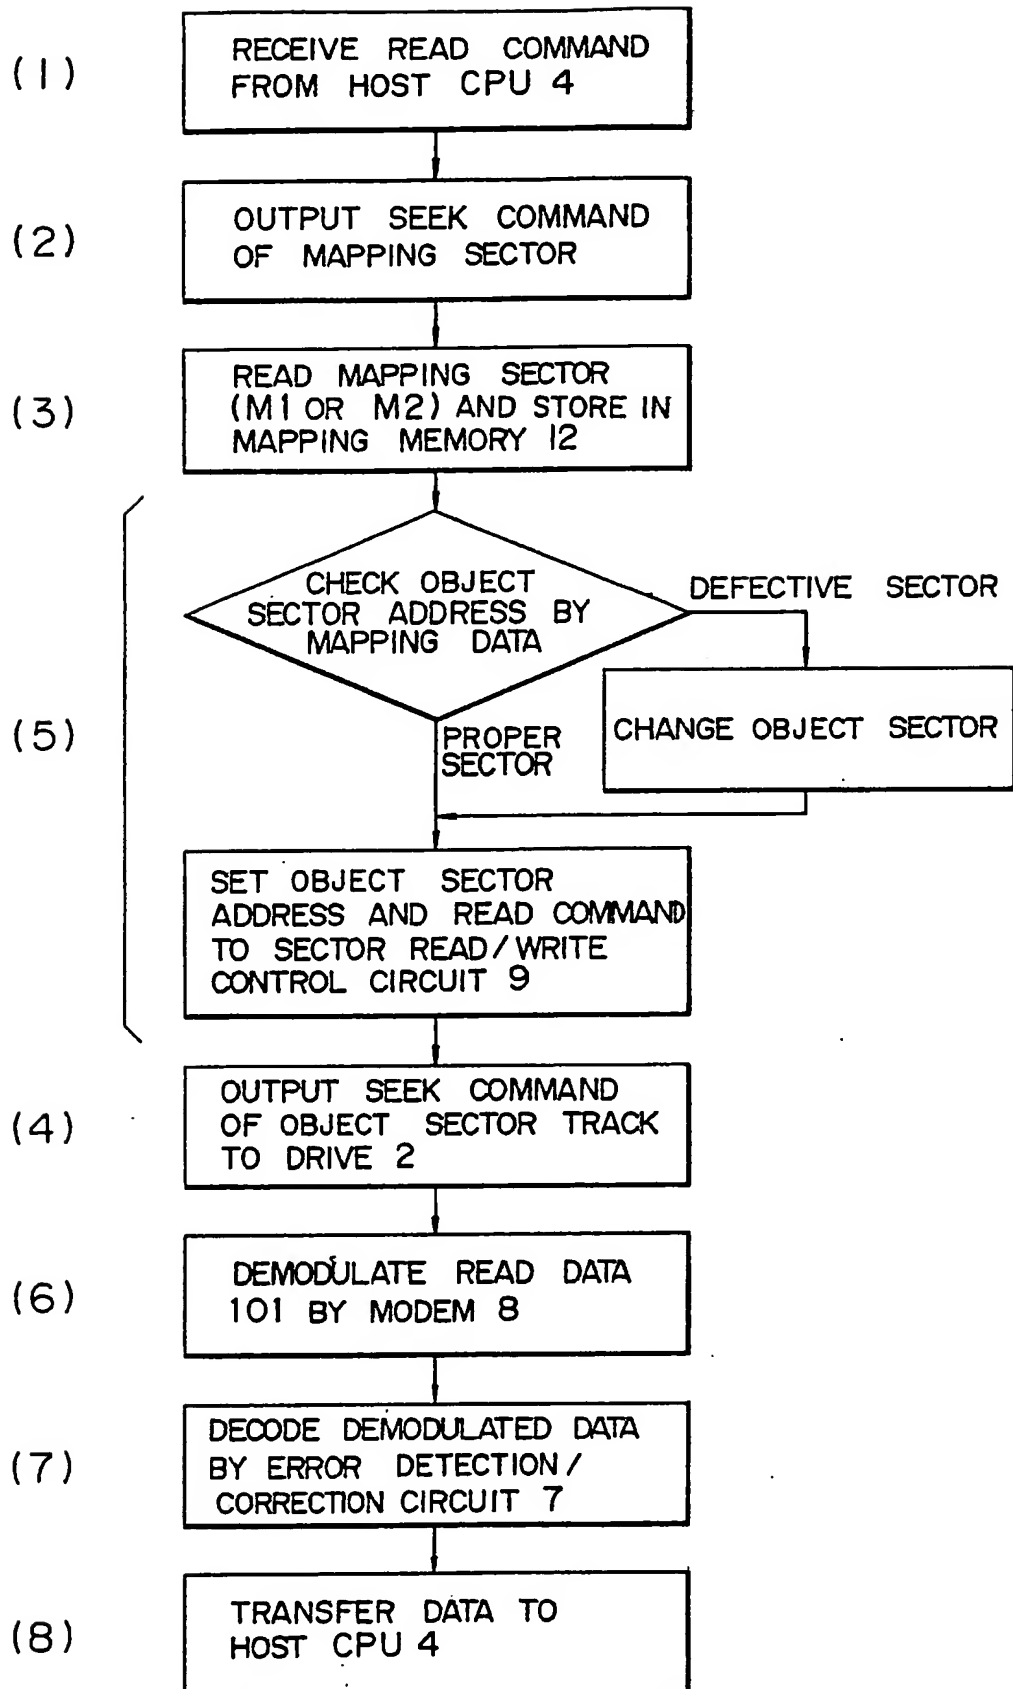 (1)
RECEIVE READ COMMAND
FROM HOST CPU 4
(2)
OUTPUT SEEK COMMAND
OF MAPPING SECTOR
(3)
READ MAPPING SECTOR
(M1 OR M2) AND STORE IN
MAPPING MEMORY 12
(5)
CHECK OBJECT
SECTOR ADDRESS BY
MAPPING DATA
DEFECTIVE SECTOR
CHANGE OBJECT SECTOR
PROPER
SECTOR
SET OBJECT SECTOR
ADDRESS AND READ COMMAND
TO SECTOR READ/WRITE
CONTROL CIRCUIT 9
(4)
OUTPUT SEEK COMMAND
OF OBJECT SECTOR TRACK
TO DRIVE 2
(6)
DEMODULATE READ DATA
101 BY MODEM 8
(7)
DECODE DEMODULATED DATA
BY ERROR DETECTION/
CORRECTION CIRCUIT 7
(8)
TRANSFER DATA TO
HOST CPU 4